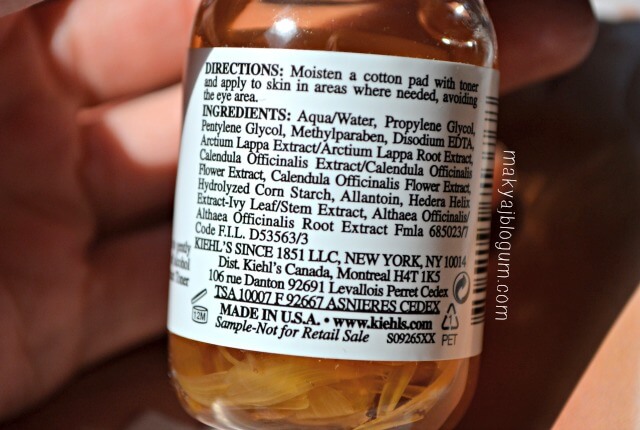 DIRECTIONS: Moisten a cotton pad with toner
and apply to skin in areas where needed, avoiding
the eye area.
INGREDIENTS: Aqua/Water, Propylene Glycol,
Pentylene Glycol, Methylparaben, Disodium EDTA,
Arctium Lappa Extract/Arctium Lappa Root Extract,
Calendula Officinalis Extract/Calendula Officinalis
Flower Extract, Calendula Officinalis Flower Extract,
Hydrolyzed Corn Starch, Allantoin, Hedera Helix
Extract-Ivy Leaf/Stem Extract, Althaea Officinalis/
Althaea Officinalis Root Extract Fmla 685023/7
Code F.I.L. D53563/3
KIEHL'S SINCE 1851 LLC, NEW YORK, NY 10014
Dist. Kiehl's Canada, Montreal H4T 1K5
106 rue Danton 92691 Levallois Perret Cedex
TSA 10007 F 92667 ASNIERES CEDEX
MADE IN U.S.A. • www.kiehls.com
Sample-Not for Retail Sale S09265XX
12M
1
PET
gently
Toner
makyajblogum.com